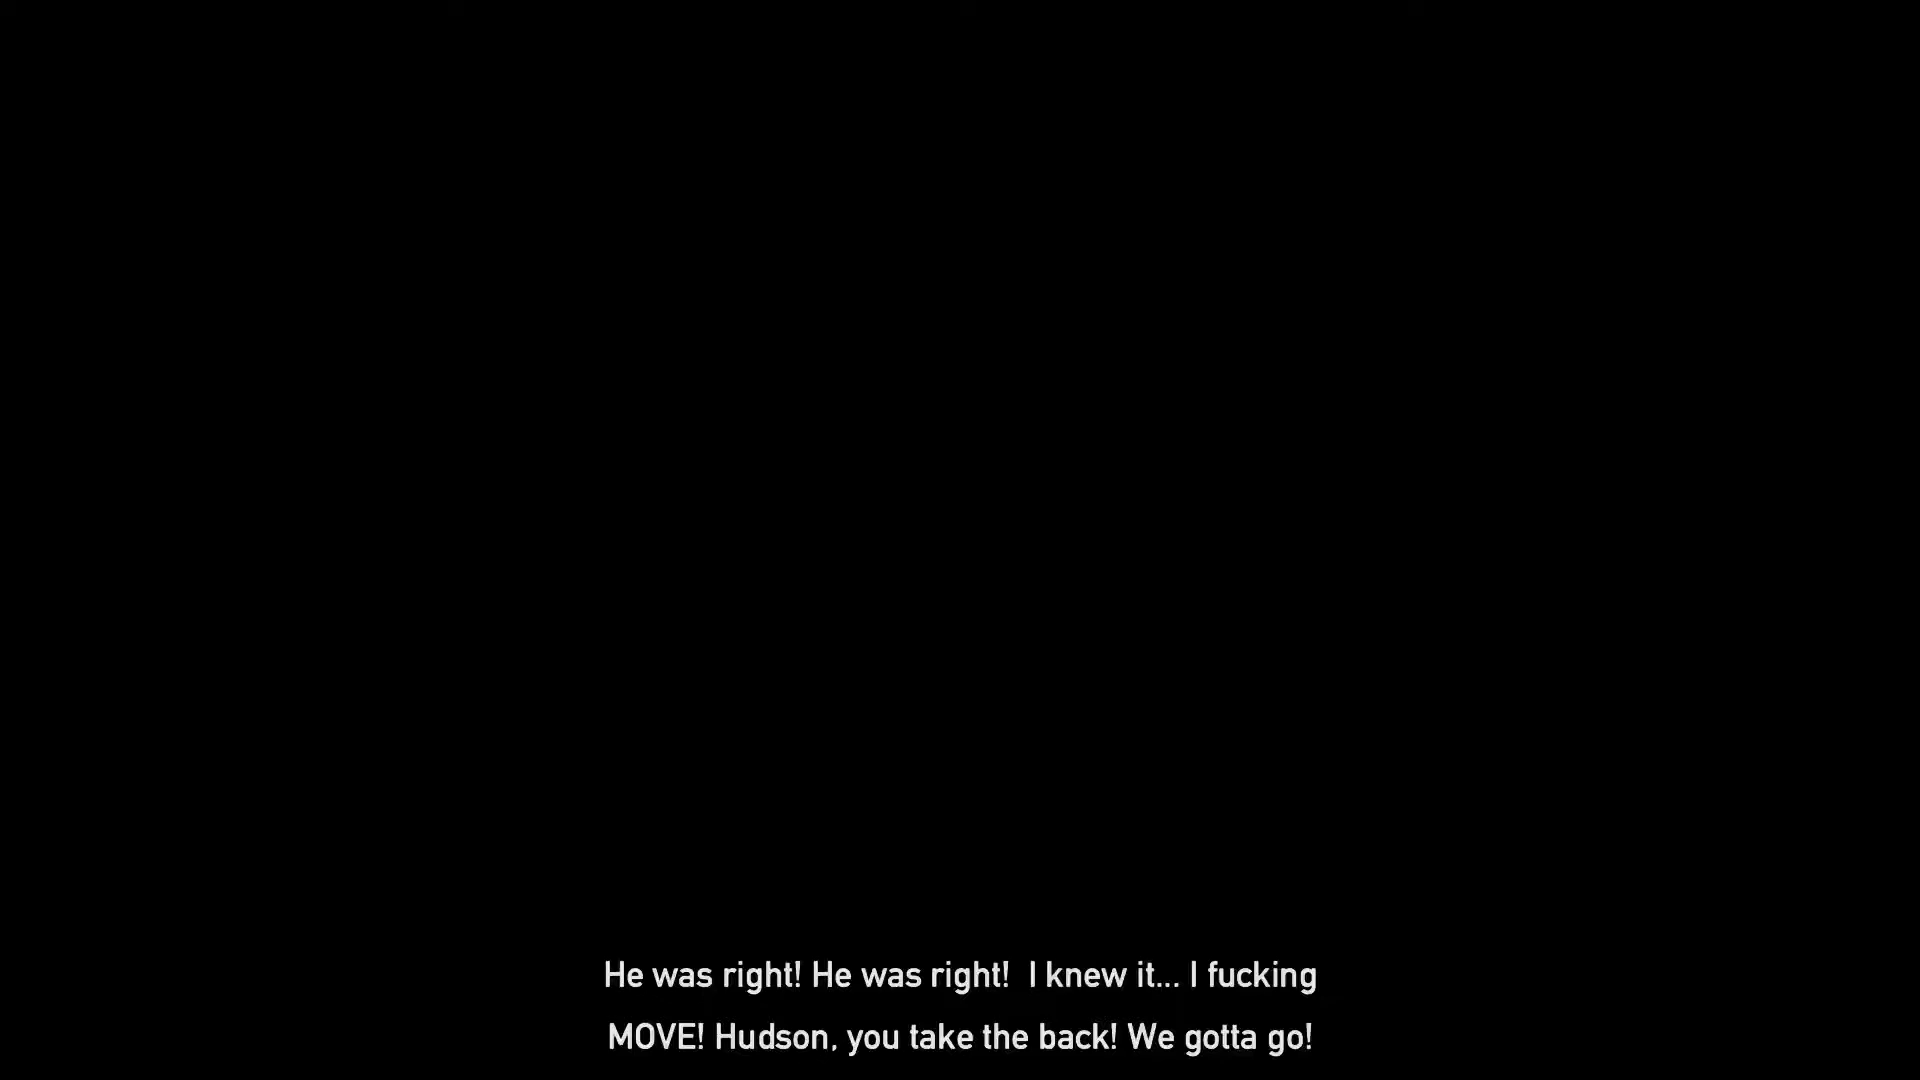 He was right! He was right!  I knew it... I fucking
MOVE! Hudson, you take the back! We gotta go!